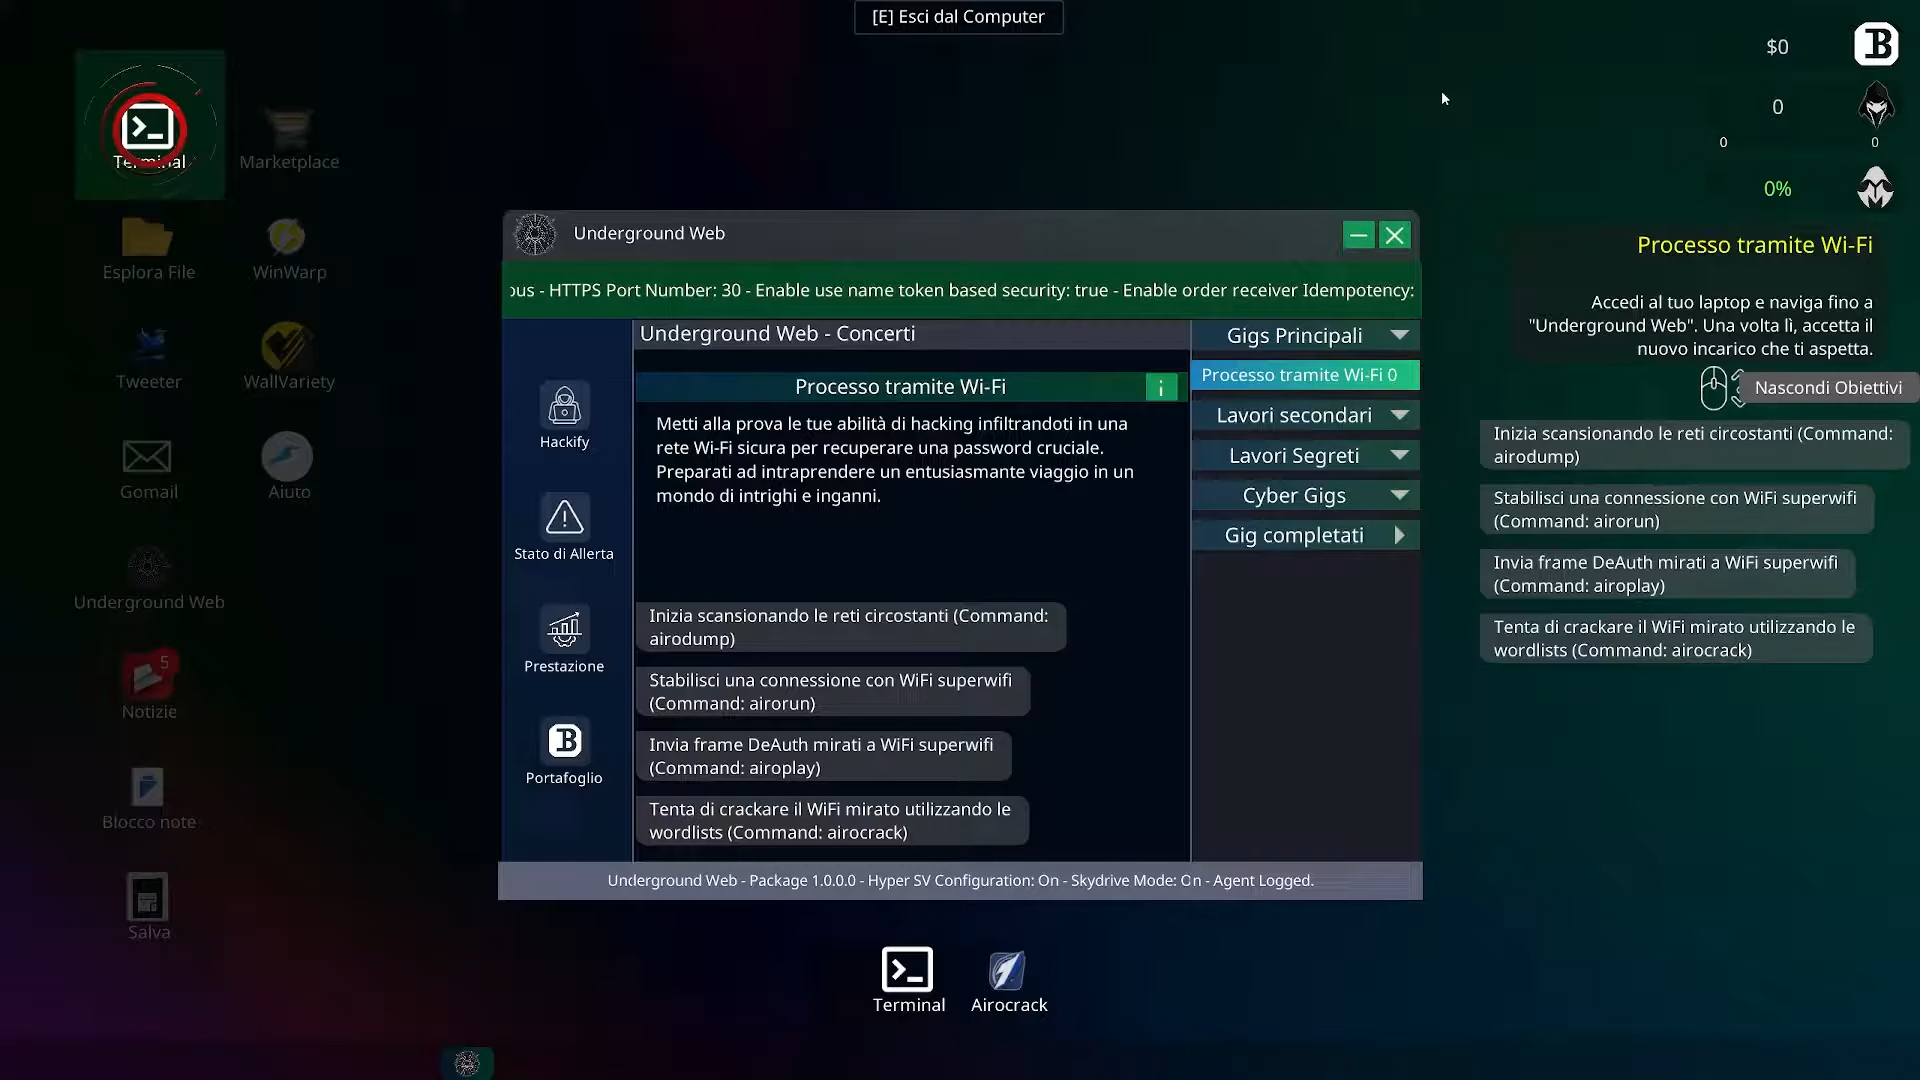 [E] Esci dal Computer
$0
0
0
0
0%
Terminal
Marketplace
Esplora File
WinWarp
Tweeter
WallVariety
Gomail
Aiuto
Underground Web
5
Notizie
Blocco note
Salva
Underground Web
ous - HTTPS Port Number: 30 - Enable use name token based security: true - Enable order receiver Idempotency:
Underground Web - Concerti
Hackify
Stato di Allerta
Prestazione
Portafoglio
Processo tramite Wi-Fi
i
Metti alla prova le tue abilità di hacking infiltrandoti in una
rete Wi-Fi sicura per recuperare una password cruciale.
Preparati ad intraprendere un entusiasmante viaggio in un
mondo di intrighi e inganni.
Inizia scansionando le reti circostanti (Command:
airodump)
Stabilisci una connessione con WiFi superwifi
(Command: airorun)
Invia frame DeAuth mirati a WiFi superwifi
(Command: airoplay)
Tenta di crackare il WiFi mirato utilizzando le
wordlists (Command: airocrack)
Gigs Principali
Processo tramite Wi-Fi 0
Lavori secondari
Lavori Segreti
Cyber Gigs
Gig completati
Underground Web - Package 1.0.0.0 - Hyper SV Configuration: On - Skydrive Mode: On - Agent Logged.
Processo tramite Wi-Fi
Accedi al tuo laptop e naviga fino a
"Underground Web". Una volta lì, accetta il
nuovo incarico che ti aspetta.
Nascondi Obiettivi
Inizia scansionando le reti circostanti (Command:
airodump)
Stabilisci una connessione con WiFi superwifi
(Command: airorun)
Invia frame DeAuth mirati a WiFi superwifi
(Command: airoplay)
Tenta di crackare il WiFi mirato utilizzando le
wordlists (Command: airocrack)
Terminal
Airocrack